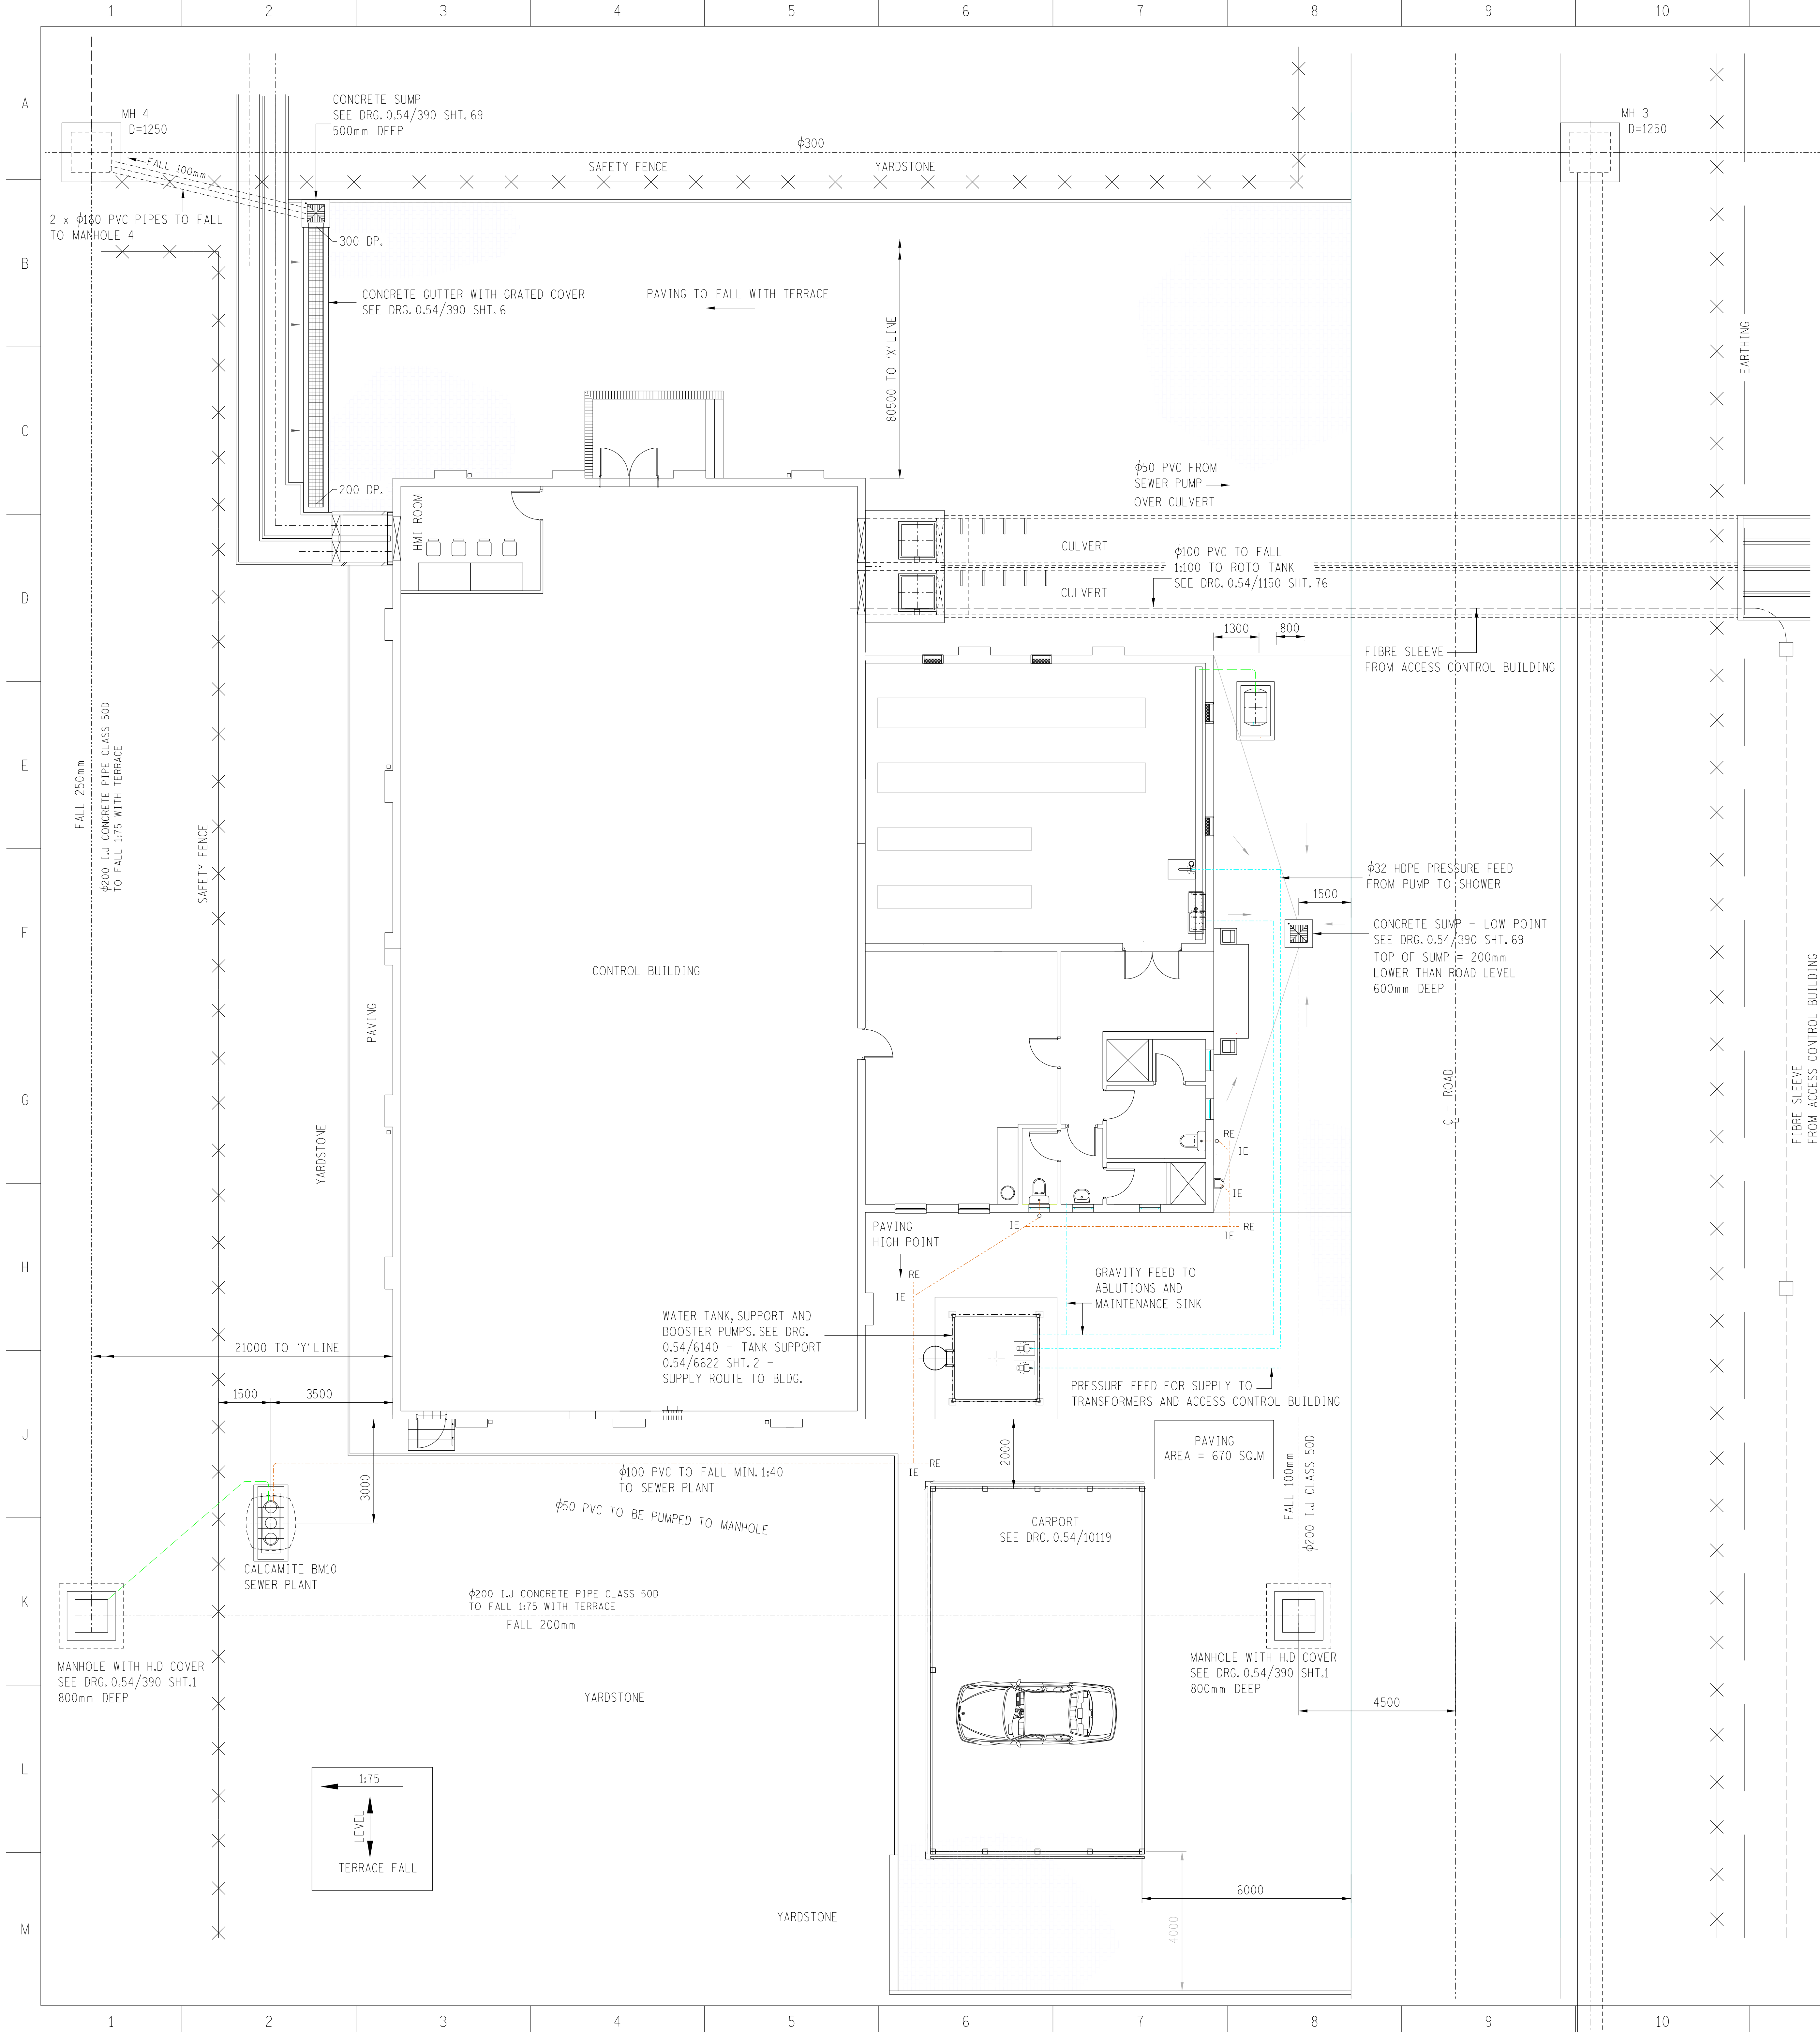 1 2 3 4 5 6 7 8 9 10
A
MH 4
D=1250
CONCRETE SUMP
SEE DRG. 0.54/390 SHT. 69
500mm DEEP
MH 3
D=1250
ϕ300
FALL 100mm
SAFETY FENCE
YARDSTONE
2 x ϕ160 PVC PIPES TO FALL
TO MANHOLE 4
B
300 DP.
CONCRETE GUTTER WITH GRATED COVER
SEE DRG. 0.54/390 SHT. 6
PAVING TO FALL WITH TERRACE
80500 TO 'X' LINE
EARTHING
C
200 DP.
HMI ROOM
ϕ50 PVC FROM
SEWER PUMP
OVER CULVERT
CULVERT
ϕ100 PVC TO FALL
1:100 TO ROTO TANK
SEE DRG. 0.54/1150 SHT. 76
D
CULVERT
1300
800
FIBRE SLEEVE
FROM ACCESS CONTROL BUILDING
E
FALL 250mm
ϕ200 I.J CONCRETE PIPE CLASS 50D
TO FALL 1:75 WITH TERRACE
SAFETY FENCE
ϕ32 HDPE PRESSURE FEED
FROM PUMP TO SHOWER
1500
F
CONCRETE SUMP - LOW POINT
SEE DRG. 0.54/390 SHT. 69
TOP OF SUMP = 200mm
LOWER THAN ROAD LEVEL
600mm DEEP
CONTROL BUILDING
PAVING
G
CL - ROAD
FIBRE SLEEVE
FROM ACCESS CONTROL BUILDING
YARDSTONE
RE
IE
IE
IE
RE
IE
PAVING
HIGH POINT
H
RE
IE
GRAVITY FEED TO
ABLUTIONS AND
MAINTENANCE SINK
WATER TANK, SUPPORT AND
BOOSTER PUMPS. SEE DRG.
0.54/6140 - TANK SUPPORT
0.54/6622 SHT. 2 -
SUPPLY ROUTE TO BLDG.
21000 TO 'Y' LINE
1500
3500
PRESSURE FEED FOR SUPPLY TO
TRANSFORMERS AND ACCESS CONTROL BUILDING
J
PAVING
AREA = 670 SQ.M
2000
3000
RE
IE
ϕ100 PVC TO FALL MIN. 1:40
TO SEWER PLANT
ϕ50 PVC TO BE PUMPED TO MANHOLE
FALL 100mm
ϕ200 I.J CLASS 50D
CARPORT
SEE DRG. 0.54/10119
CALCAMITE BM10
SEWER PLANT
K
ϕ200 I.J CONCRETE PIPE CLASS 50D
TO FALL 1:75 WITH TERRACE
FALL 200mm
MANHOLE WITH H.D COVER
SEE DRG. 0.54/390 SHT.1
800mm DEEP
MANHOLE WITH H.D COVER
SEE DRG. 0.54/390 SHT.1
800mm DEEP
YARDSTONE
4500
L
1:75
LEVEL
TERRACE FALL
6000
YARDSTONE
4000
M
1 2 3 4 5 6 7 8 9 10